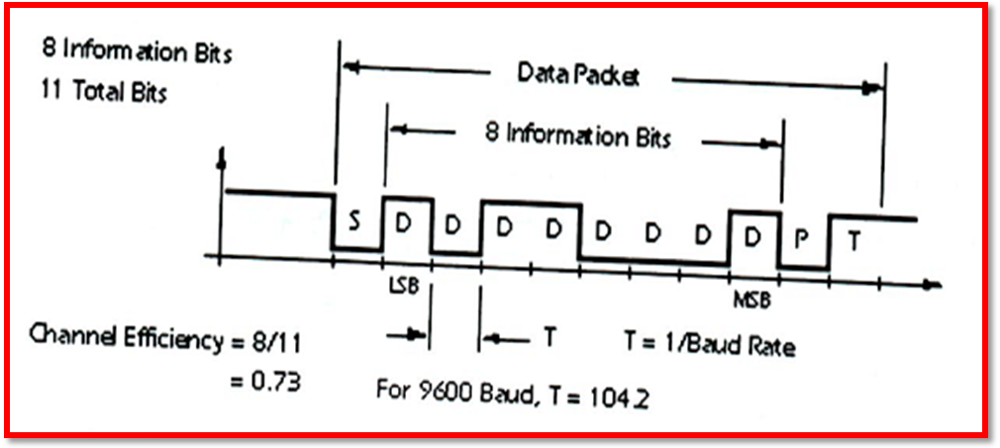 8 Information Bits
11 Total Bits
Data Packet
8 Information Bits
S D D D D D D D D P T
LSB
MSB
T
T = 1/Baud Rate
Channel Efficiency = 8/11
= 0.73
For 9600 Baud, T = 104.2